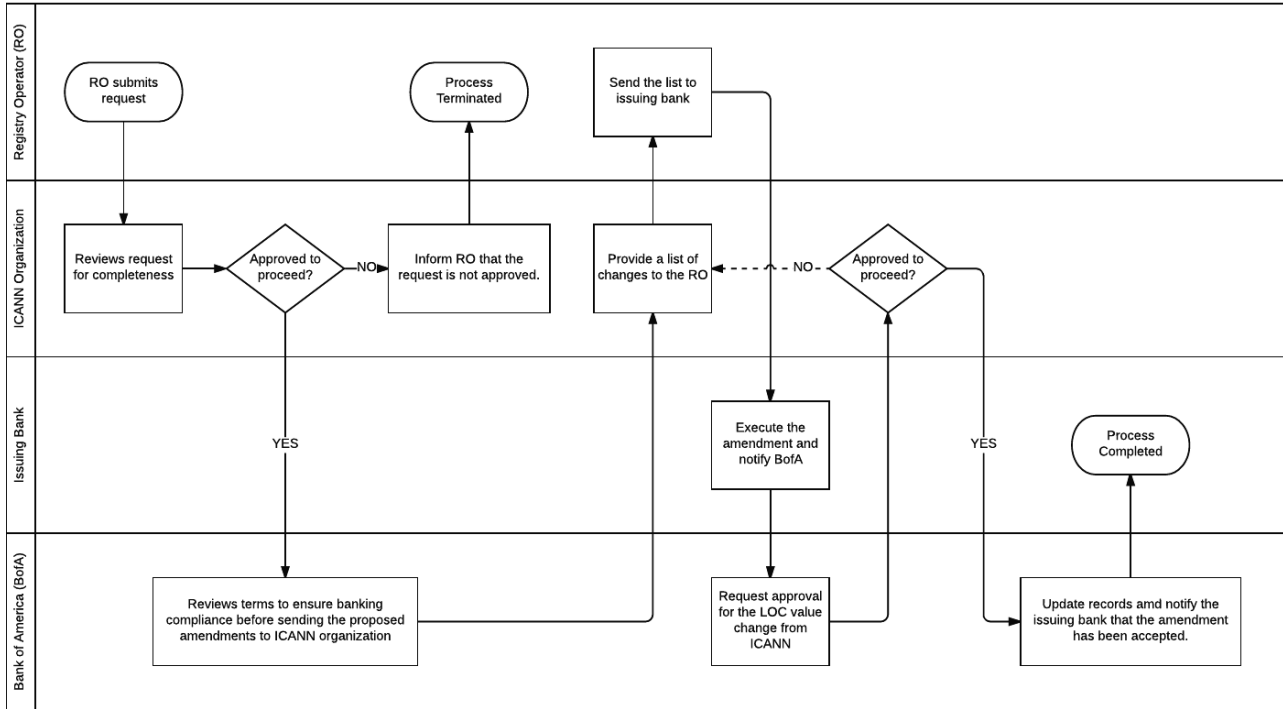 Registry Operator (RO)
RO submits
request
Process
Terminated
Send the list to
issuing bank
ICANN Organization
Reviews request
for completeness
Approved to
proceed?
NO
Inform RO that the
request is not approved.
Provide a list of
changes to the RO
NO
Approved to
proceed?
Issuing Bank
YES
Execute the
amendment and
notify BofA
YES
Process
Completed
Bank of America (BofA)
Reviews terms to ensure banking
compliance before sending the proposed
amendments to ICANN organization
Request approval
for the LOC value
change from
ICANN
Update records amd notify the
issuing bank that the amendment
has been accepted.